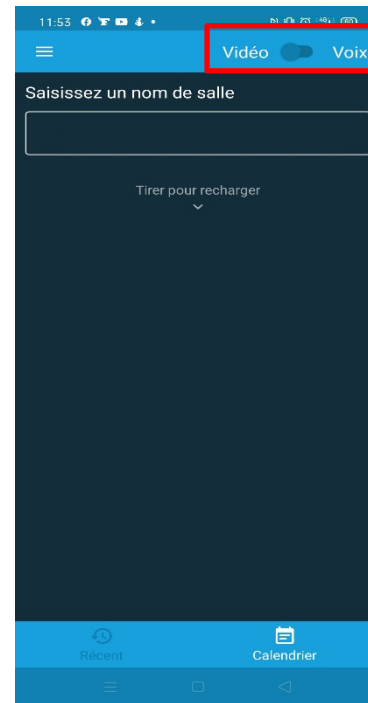 11:53
Vidéo Voix
Saisissez un nom de salle
Tirer pour recharger
Récent
Calendrier